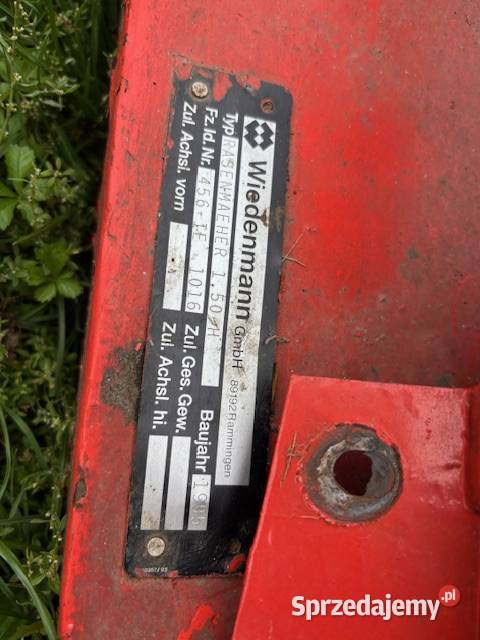 Wiedenmann GmbH 89192 Rammingen
Typ RASENMAEHER 1.50/H Baujahr
Fz.Id.Nr. 456-TF 1016 Zul. Ges. Gew.
Zul. Achsl. vorn Zul. Achsl. hi.
Sprzedajemy.pl